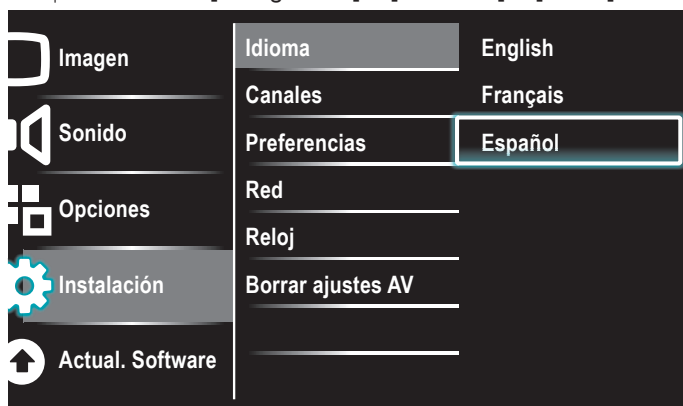 Imagen
Sonido
Opciones
Instalación
Actual. Software
Idioma
Canales
Preferencias
Red
Reloj
Borrar ajustes AV
English
Français
Español